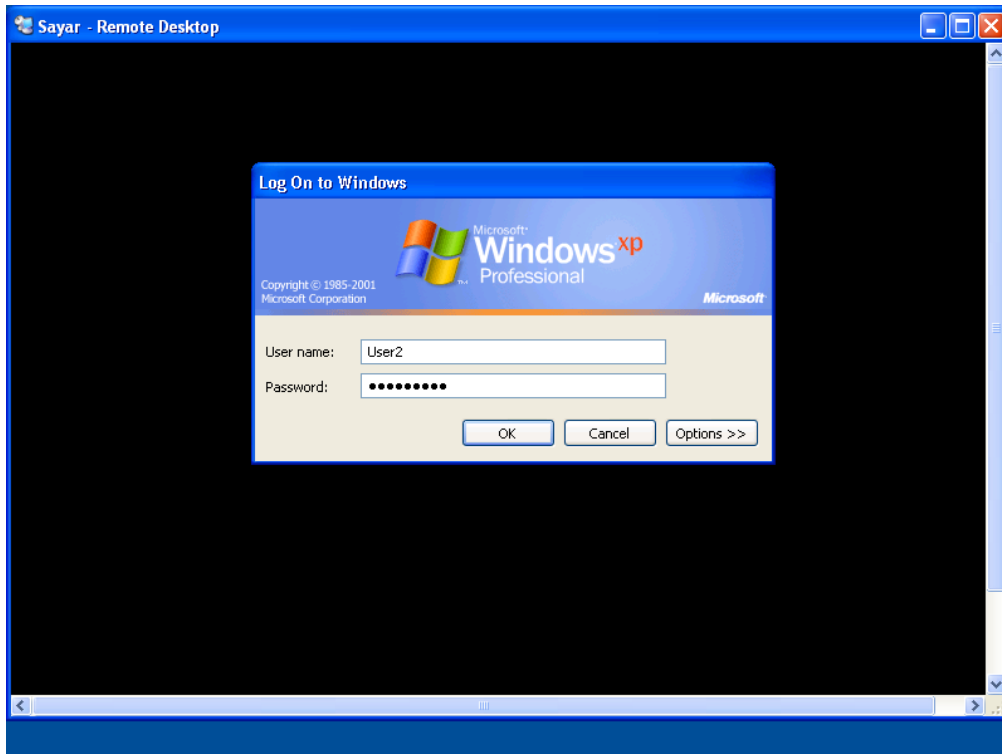 Sayar - Remote Desktop
Log On to Windows
Microsoft®
Windows xp
Professional
Copyright © 1985-2001
Microsoft Corporation
Microsoft
User name: User2
Password: ●●●●●●●●●
OK Cancel Options >>